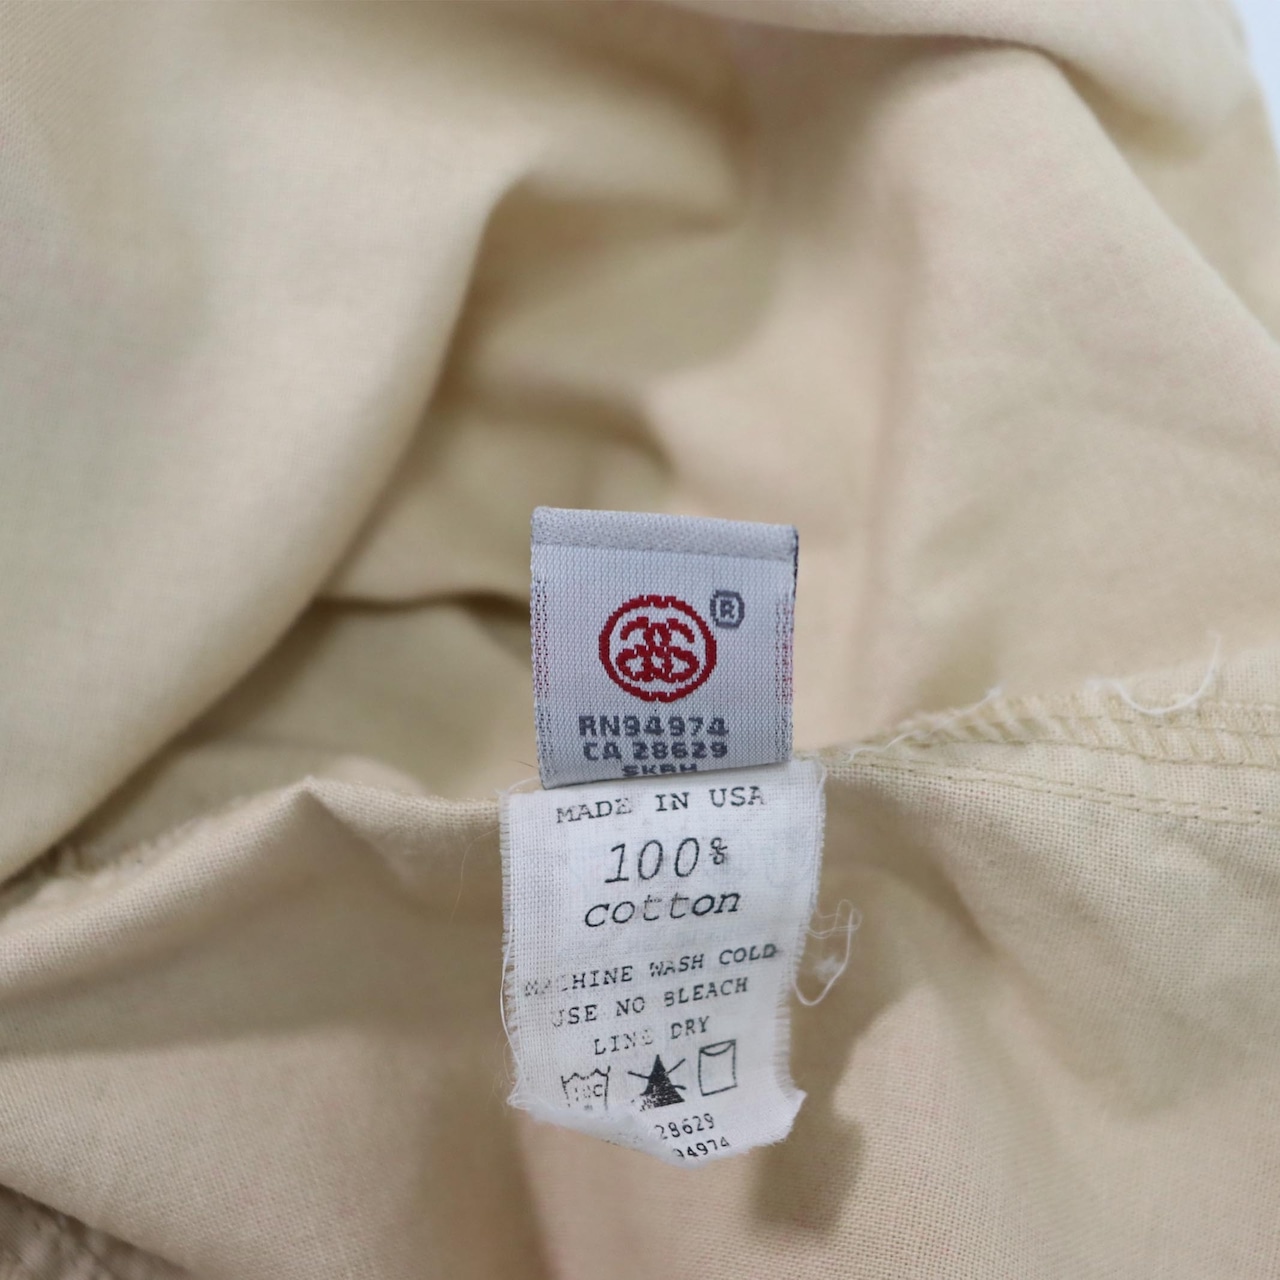 ®
RN94974
CA 28629
SKBH
MADE IN USA
100%
cotton
MACHINE WASH COLD
USE NO BLEACH
LINE DRY
28629
94974